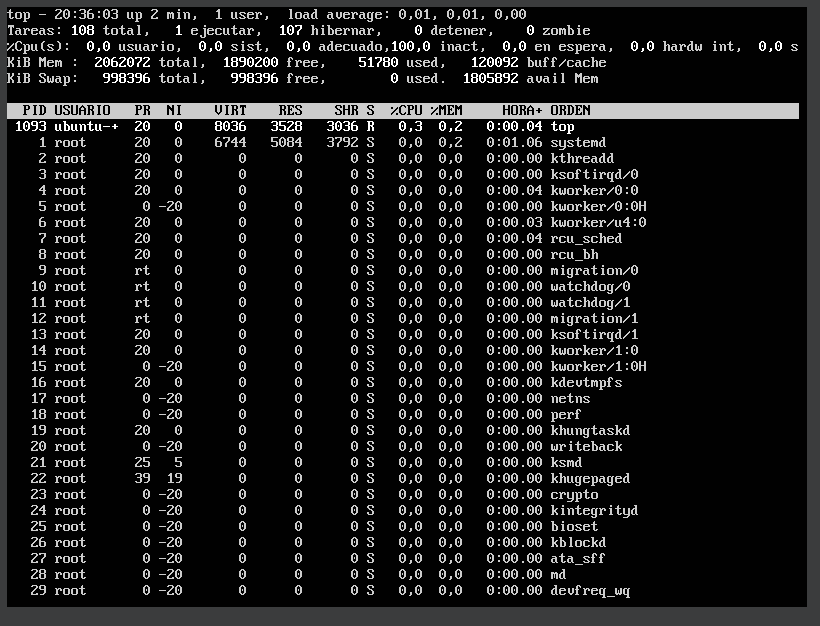 top - 20:36:03 up 2 min,  1 user,  load average: 0,01, 0,01, 0,00
Tareas: 108 total,   1 ejecutar,  107 hibernar,    0 detener,    0 zombie
%Cpu(s):  0,0 usuario,  0,0 sist,  0,0 adecuado,100,0 inact,  0,0 en espera,  0,0 hardw int,  0,0 s
KiB Mem :  2062072 total,  1890200 free,    51780 used,   120092 buff/cache
KiB Swap:   998396 total,   998396 free,        0 used.  1805892 avail Mem
PID USUARIO   PR  NI    VIRT    RES    SHR S  %CPU %MEM     HORA+ ORDEN
1093 ubuntu-+  20   0    8036   3528   3036 R   0,3  0,2   0:00.04 top
1 root      20   0    6744   5084   3792 S   0,0  0,2   0:01.06 systemd
2 root      20   0       0      0      0 S   0,0  0,0   0:00.00 kthreadd
3 root      20   0       0      0      0 S   0,0  0,0   0:00.00 ksoftirqd/0
4 root      20   0       0      0      0 S   0,0  0,0   0:00.04 kworker/0:0
5 root       0 -20       0      0      0 S   0,0  0,0   0:00.00 kworker/0:0H
6 root      20   0       0      0      0 S   0,0  0,0   0:00.03 kworker/u4:0
7 root      20   0       0      0      0 S   0,0  0,0   0:00.04 rcu_sched
8 root      20   0       0      0      0 S   0,0  0,0   0:00.00 rcu_bh
9 root      rt   0       0      0      0 S   0,0  0,0   0:00.00 migration/0
10 root      rt   0       0      0      0 S   0,0  0,0   0:00.00 watchdog/0
11 root      rt   0       0      0      0 S   0,0  0,0   0:00.00 watchdog/1
12 root      rt   0       0      0      0 S   0,0  0,0   0:00.00 migration/1
13 root      20   0       0      0      0 S   0,0  0,0   0:00.00 ksoftirqd/1
14 root      20   0       0      0      0 S   0,0  0,0   0:00.00 kworker/1:0
15 root       0 -20       0      0      0 S   0,0  0,0   0:00.00 kworker/1:0H
16 root      20   0       0      0      0 S   0,0  0,0   0:00.00 kdevtmpfs
17 root       0 -20       0      0      0 S   0,0  0,0   0:00.00 netns
18 root       0 -20       0      0      0 S   0,0  0,0   0:00.00 perf
19 root      20   0       0      0      0 S   0,0  0,0   0:00.00 khungtaskd
20 root       0 -20       0      0      0 S   0,0  0,0   0:00.00 writeback
21 root      25   5       0      0      0 S   0,0  0,0   0:00.00 ksmd
22 root      39  19       0      0      0 S   0,0  0,0   0:00.00 khugepaged
23 root       0 -20       0      0      0 S   0,0  0,0   0:00.00 crypto
24 root       0 -20       0      0      0 S   0,0  0,0   0:00.00 kintegrityd
25 root       0 -20       0      0      0 S   0,0  0,0   0:00.00 bioset
26 root       0 -20       0      0      0 S   0,0  0,0   0:00.00 kblockd
27 root       0 -20       0      0      0 S   0,0  0,0   0:00.00 ata_sff
28 root       0 -20       0      0      0 S   0,0  0,0   0:00.00 md
29 root       0 -20       0      0      0 S   0,0  0,0   0:00.00 devfreq_wq